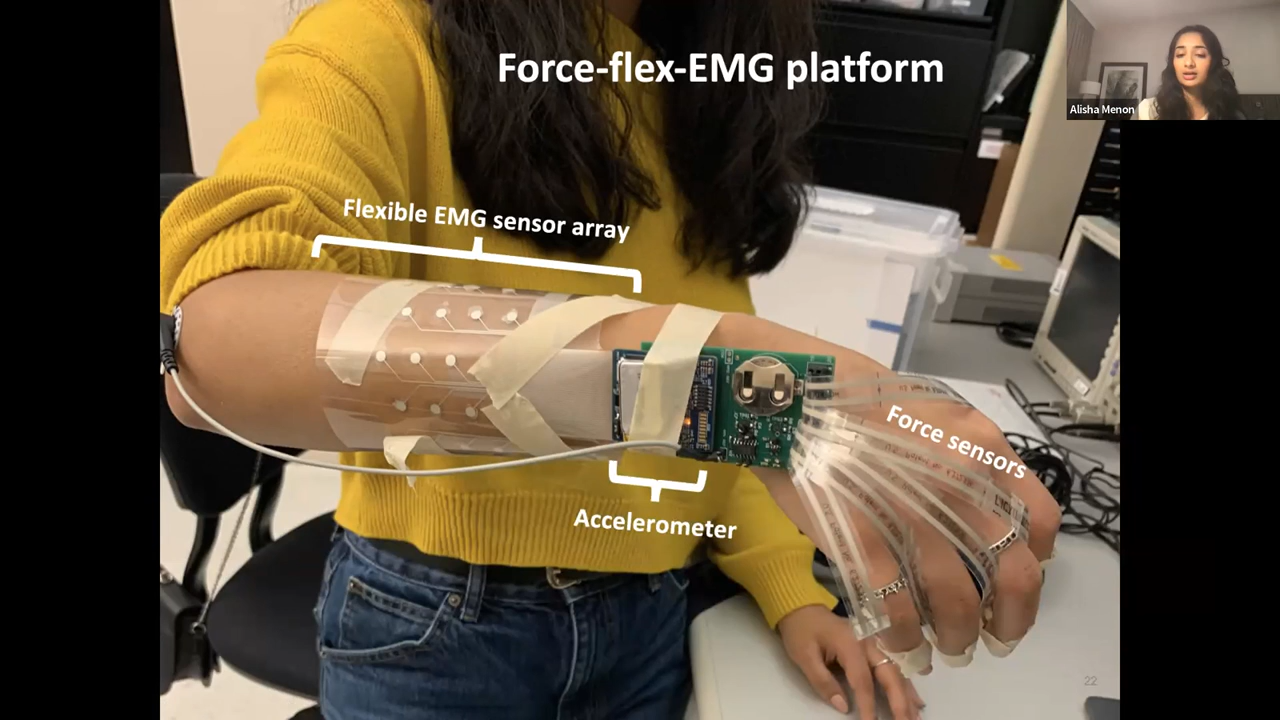 Force-flex-EMG platform
Alisha Menon
Flexible EMG sensor array
Force sensors
Accelerometer
22